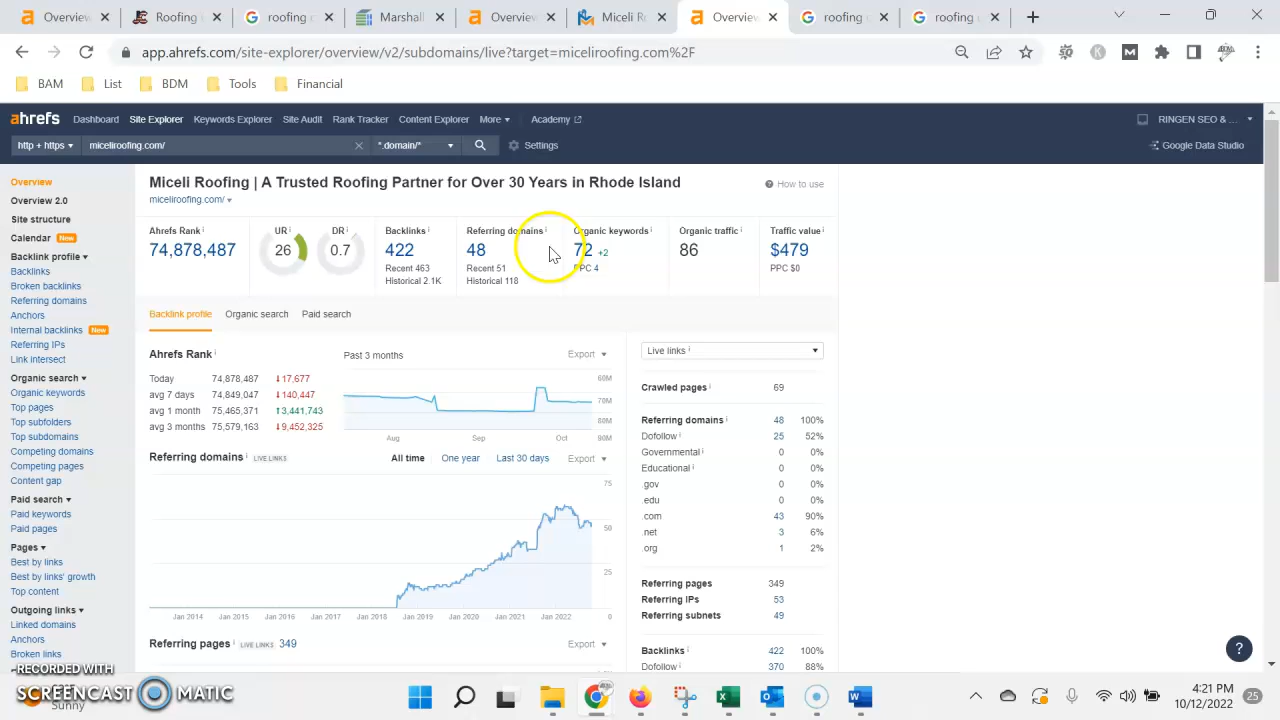 Overview
Roofing Ra
roofing co
Marshall
Overview
Miceli Ro
Overview
roofing c
roofing
app.ahrefs.com/site-explorer/overview/v2/subdomains/live?target=miceliroofing.com%2F
BAM List BDM Tools Financial
ahrefs Dashboard Site Explorer Keywords Explorer Site Audit Rank Tracker Content Explorer More Academy RINGEN SEO & ...
http + https miceliroofing.com/ *.domain/* Settings Google Data Studio
Overview
Overview 2.0
Site structure
Calendar New
Backlink profile
Backlinks
Broken backlinks
Referring domains
Anchors
Internal backlinks New
Referring IPs
Link intersect
Organic search
Organic keywords
Top pages
Top subfolders
Top subdomains
Competing domains
Competing pages
Content gap
Paid search
Paid keywords
Paid pages
Pages
Best by links
Best by links' growth
Top content
Outgoing links
Linked domains
Anchors
Broken links
Miceli Roofing | A Trusted Roofing Partner for Over 30 Years in Rhode Island
How to use
miceliroofing.com/
Ahrefs Rank UR DR Backlinks Referring domains Organic keywords Organic traffic Traffic value
74,878,487 26 0.7 422 48 72 +2 86 $479
Recent 463 Recent 51 PPC 4 PPC $0
Historical 2.1K Historical 118
Backlink profile Organic search Paid search
Ahrefs Rank Past 3 months Export
Today 74,878,487 ↓17,677
avg 7 days 74,849,047 ↓140,447
avg 1 month 75,465,371 ↑3,441,743
avg 3 months 75,579,163 ↓9,452,325
60M
70M
80M
90M
Aug Sep Oct
Referring domains LIVE LINKS All time One year Last 30 days Export
75
50
25
0
Jan 2014 Jan 2015 Jan 2016 Jan 2017 Jan 2018 Jan 2019 Jan 2020 Jan 2021 Jan 2022
Referring pages LIVE LINKS 349 Export
Live links
Crawled pages 69
Referring domains 48 100%
Dofollow 25 52%
Governmental 0 0%
Educational 0 0%
.gov 0 0%
.edu 0 0%
.com 43 90%
.net 3 6%
.org 1 2%
Referring pages 349
Referring IPs 53
Referring subnets 49
Backlinks 422 100%
Dofollow 370 88%
?
RECORDED WITH
SCREENCAST MATIC
Sunny
4:21 PM
10/12/2022
25